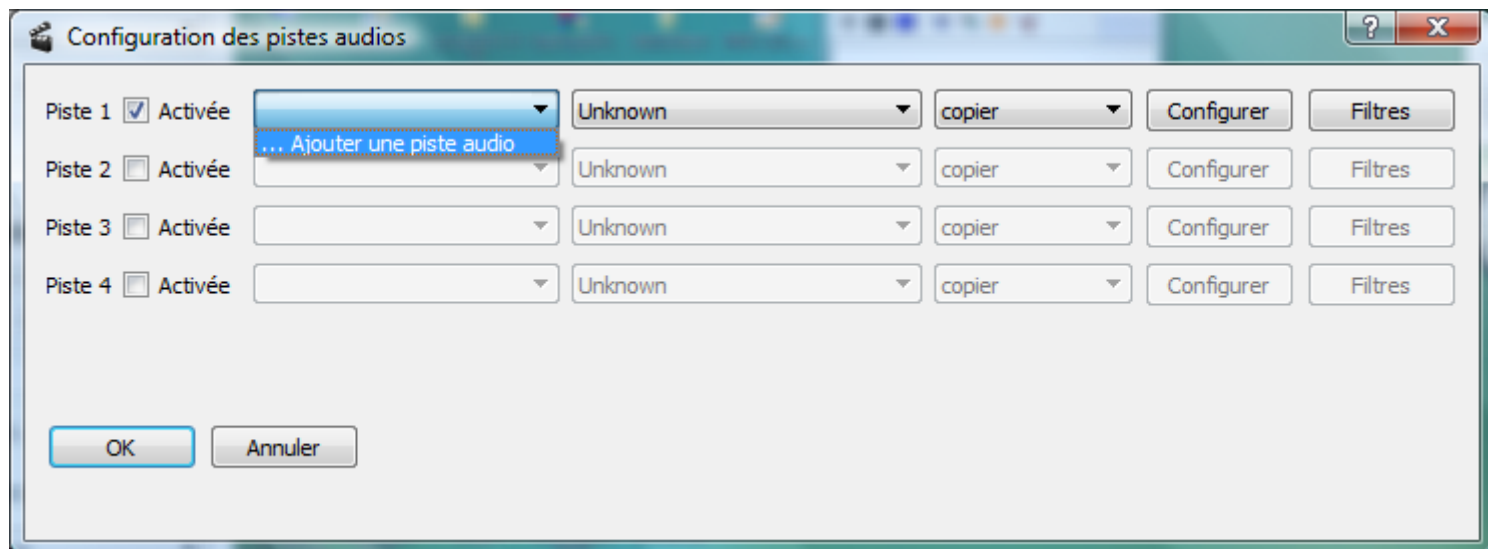 Configuration des pistes audios
Piste 1 Activée Unknown copier Configurer Filtres
... Ajouter une piste audio
Piste 2 Activée Unknown copier Configurer Filtres
Piste 3 Activée Unknown copier Configurer Filtres
Piste 4 Activée Unknown copier Configurer Filtres
OK Annuler